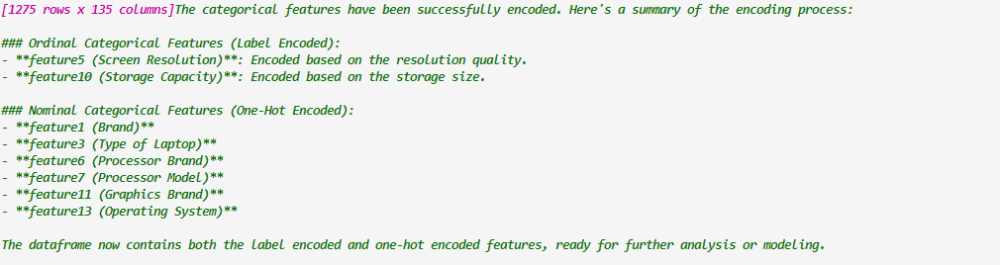 [1275 rows x 135 columns]The categorical features have been successfully encoded. Here's a summary of the encoding process:
### Ordinal Categorical Features (Label Encoded):
- **feature5 (Screen Resolution)**: Encoded based on the resolution quality.
- **feature10 (Storage Capacity)**: Encoded based on the storage size.
### Nominal Categorical Features (One-Hot Encoded):
- **feature1 (Brand)**
- **feature3 (Type of Laptop)**
- **feature6 (Processor Brand)**
- **feature7 (Processor Model)**
- **feature11 (Graphics Brand)**
- **feature13 (Operating System)**
The dataframe now contains both the label encoded and one-hot encoded features, ready for further analysis or modeling.